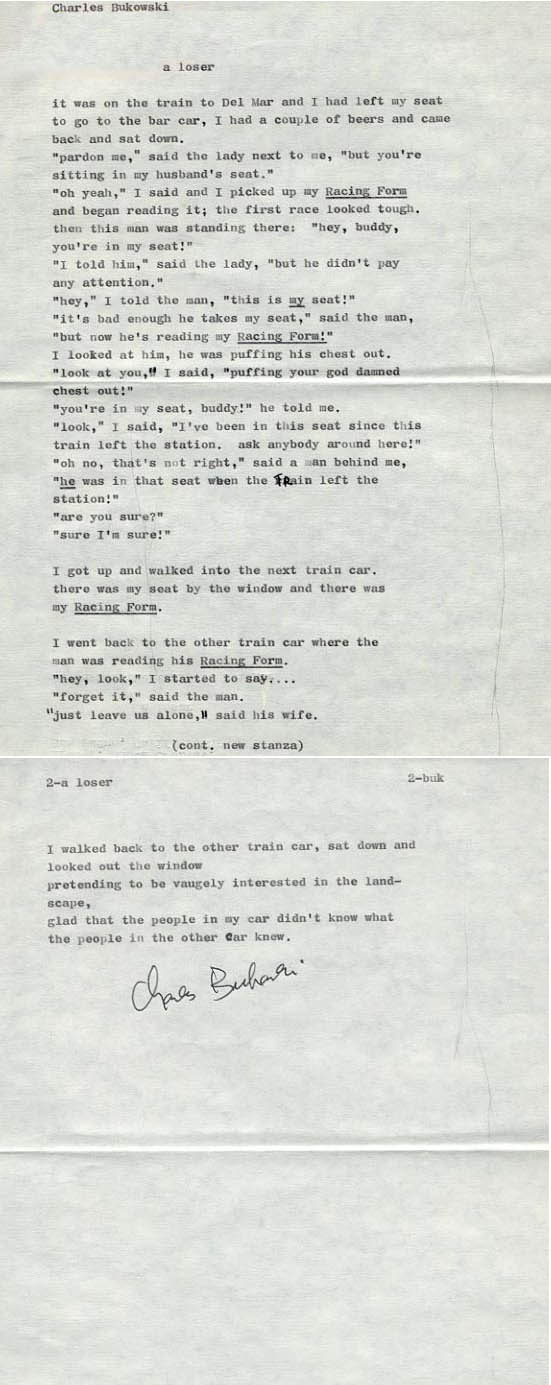 Charles Bukowski
a loser
it was on the train to Del Mar and I had left my seat
to go to the bar car, I had a couple of beers and came
back and sat down.
"pardon me," said the lady next to me, "but you're
sitting in my husband's seat."
"oh yeah," I said and I picked up my Racing Form
and began reading it; the first race looked tough.
then this man was standing there: "hey, buddy,
you're in my seat!"
"I told him," said the lady, "but he didn't pay
any attention."
"hey," I told the man, "this is my seat!"
"it's bad enough he takes my seat," said the man,
"but now he's reading my Racing Form!"
I looked at him, he was puffing his chest out.
"look at you," I said, "puffing your god damned
chest out!"
"you're in my seat, buddy!" he told me.
"look," I said, "I've been in this seat since this
train left the station. ask anybody around here!"
"oh no, that's not right," said a man behind me,
"he was in that seat when the TRain left the
station!"
"are you sure?"
"sure I'm sure!"
I got up and walked into the next train car.
there was my seat by the window and there was
my Racing Form.
I went back to the other train car where the
man was reading his Racing Form.
"hey, look," I started to say....
"forget it," said the man.
"just leave us alone," said his wife.
(cont. new stanza)
2-a loser 2-buk
I walked back to the other train car, sat down and
looked out the window
pretending to be vaugely interested in the land-
scape,
glad that the people in my car didn't know what
the people in the other Car knew.
Charles Bukowski